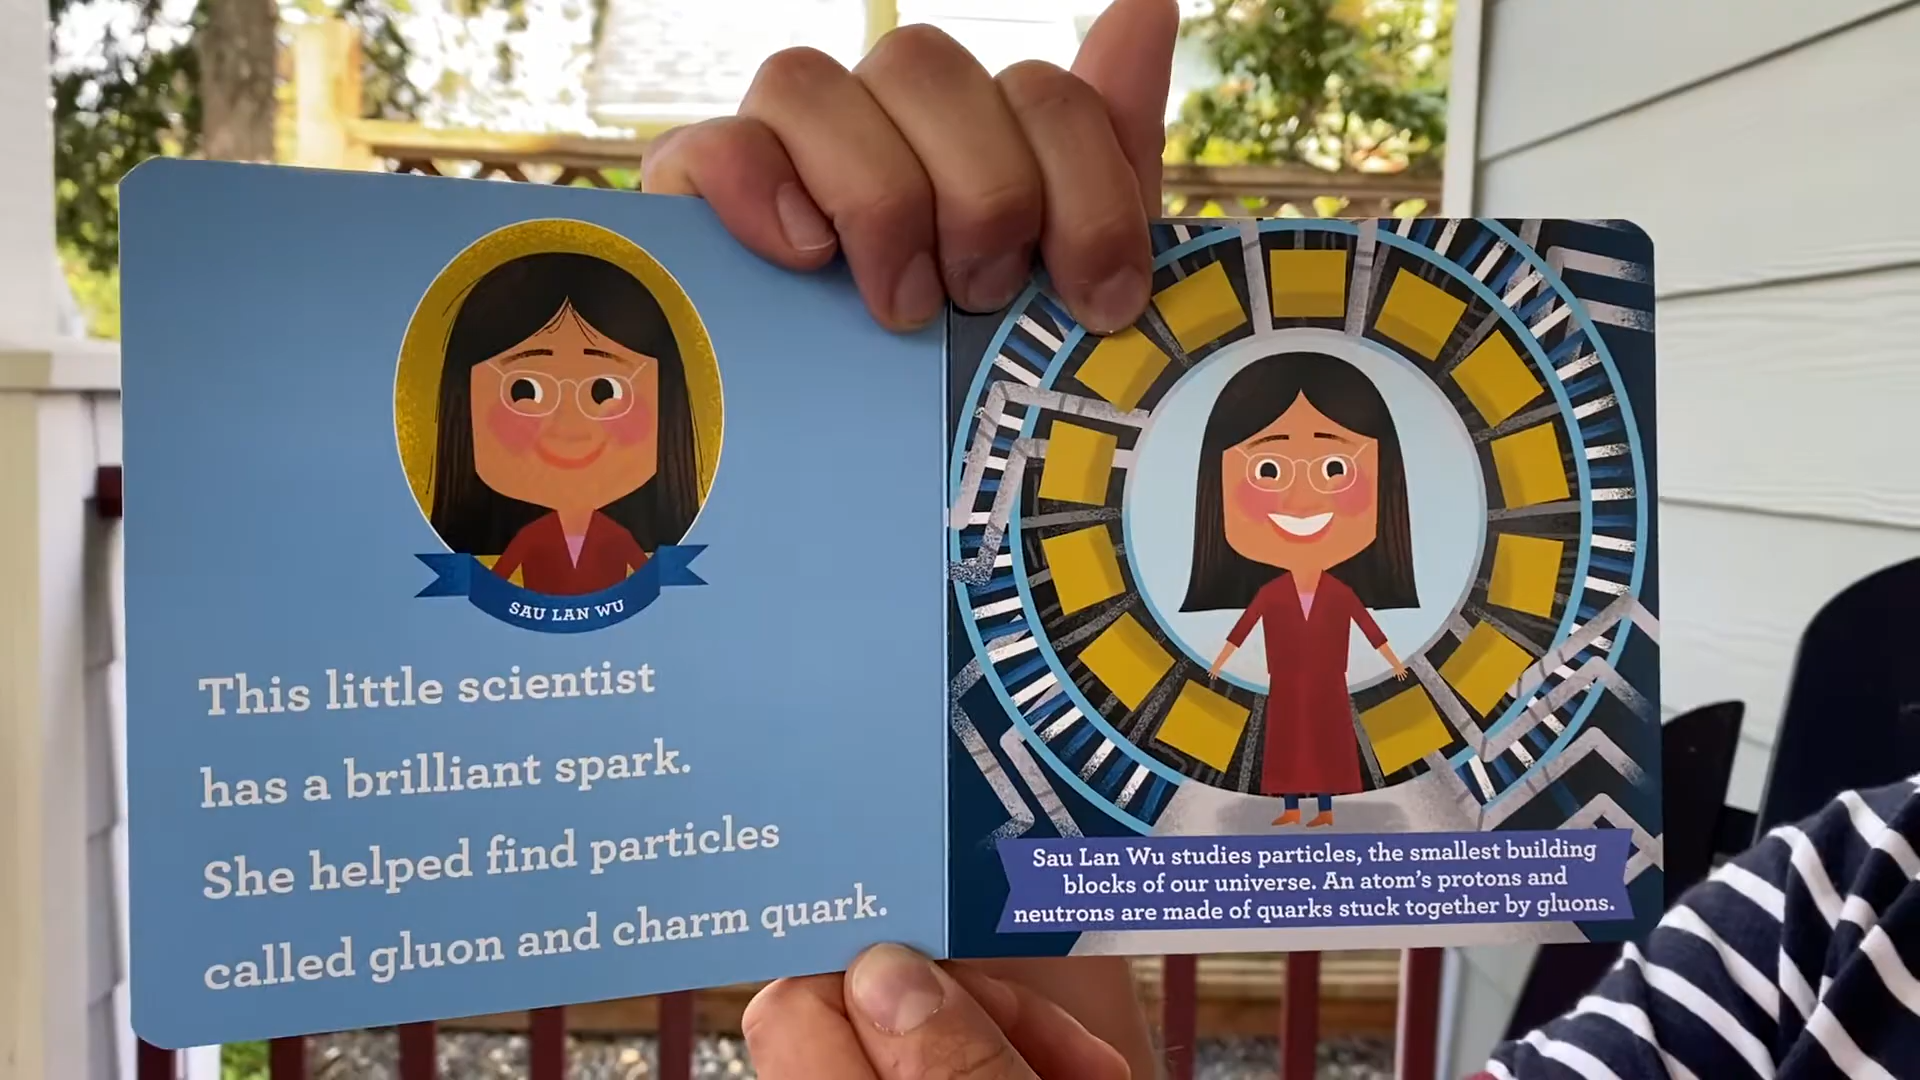 SAU LAN WU
This little scientist
has a brilliant spark.
She helped find particles
called gluon and charm quark.
Sau Lan Wu studies particles, the smallest building
blocks of our universe. An atom's protons and
neutrons are made of quarks stuck together by gluons.